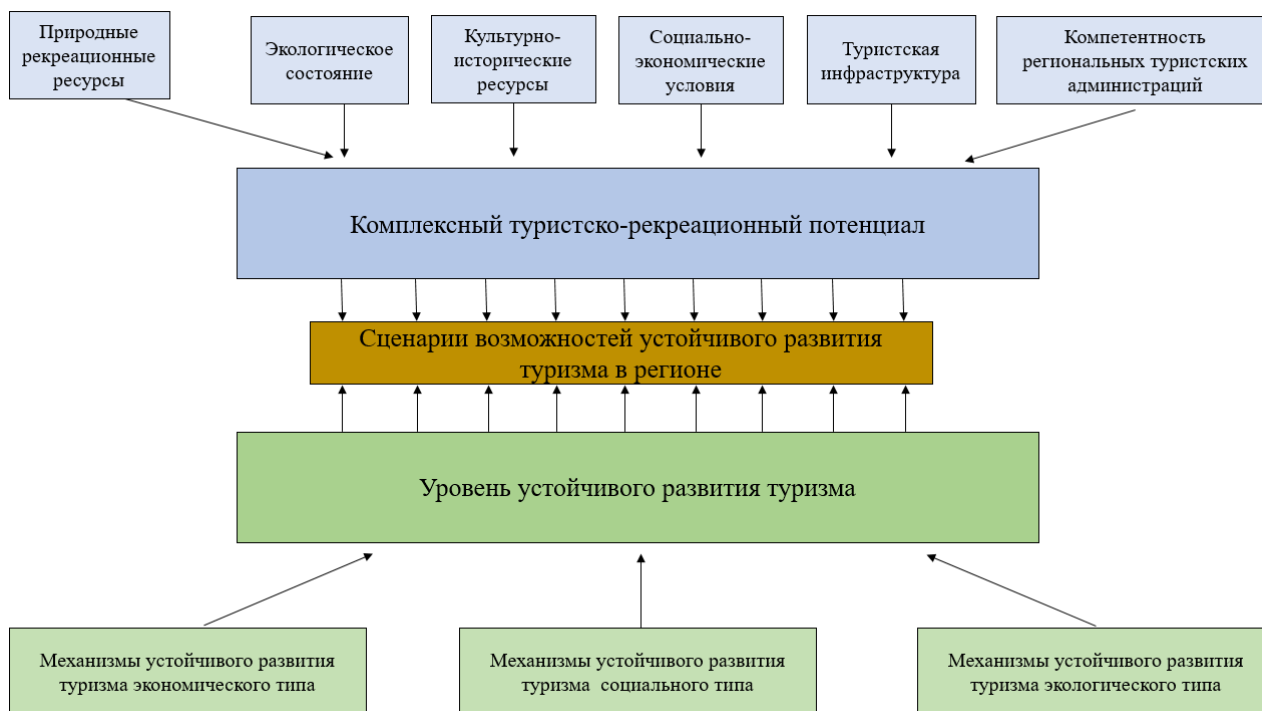 Природные
рекреационные
ресурсы
Экологическое
состояние
Культурно-
исторические
ресурсы
Социально-
экономические
условия
Туристская
инфраструктура
Компетентность
региональных туристских
администраций
Комплексный туристско-рекреационный потенциал
Сценарии возможностей устойчивого развития
туризма в регионе
Уровень устойчивого развития туризма
Механизмы устойчивого развития
туризма экономического типа
Механизмы устойчивого развития
туризма социального типа
Механизмы устойчивого развития
туризма экологического типа